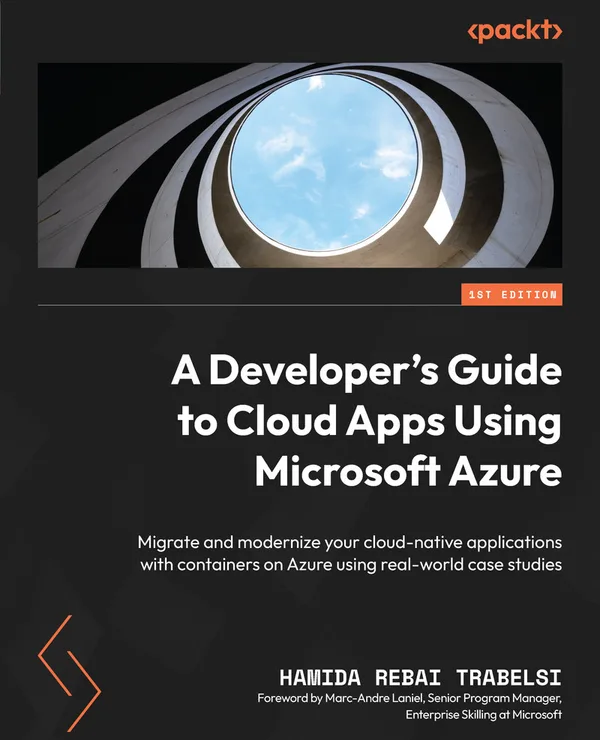 <packt>
1ST EDITION
A Developer's Guide
to Cloud Apps Using
Microsoft Azure
Migrate and modernize your cloud-native applications
with containers on Azure using real-world case studies
HAMIDA REBAI TRABELSI
Foreword by Marc-Andre Laniel, Senior Program Manager,
Enterprise Skilling at Microsoft